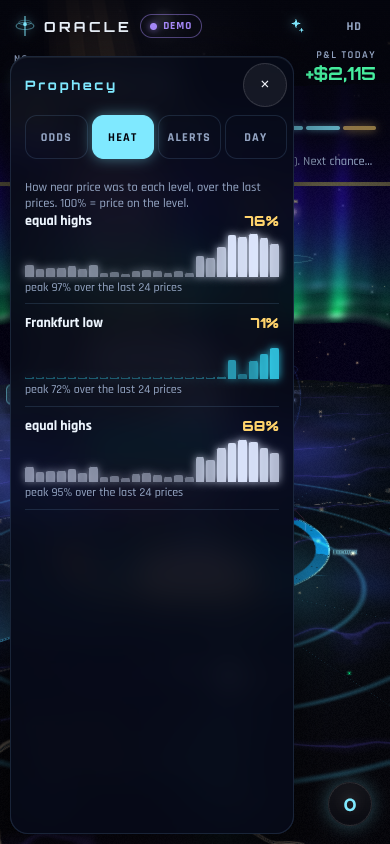 ORACLE
DEMO
HD
P&L TODAY
+$2,115
Prophecy
×
ODDS
HEAT
ALERTS
DAY
). Next chance...
How near price was to each level, over the last
prices. 100% = price on the level.
equal highs
76%
peak 97% over the last 24 prices
Frankfurt low
71%
peak 72% over the last 24 prices
equal highs
68%
peak 95% over the last 24 prices
O